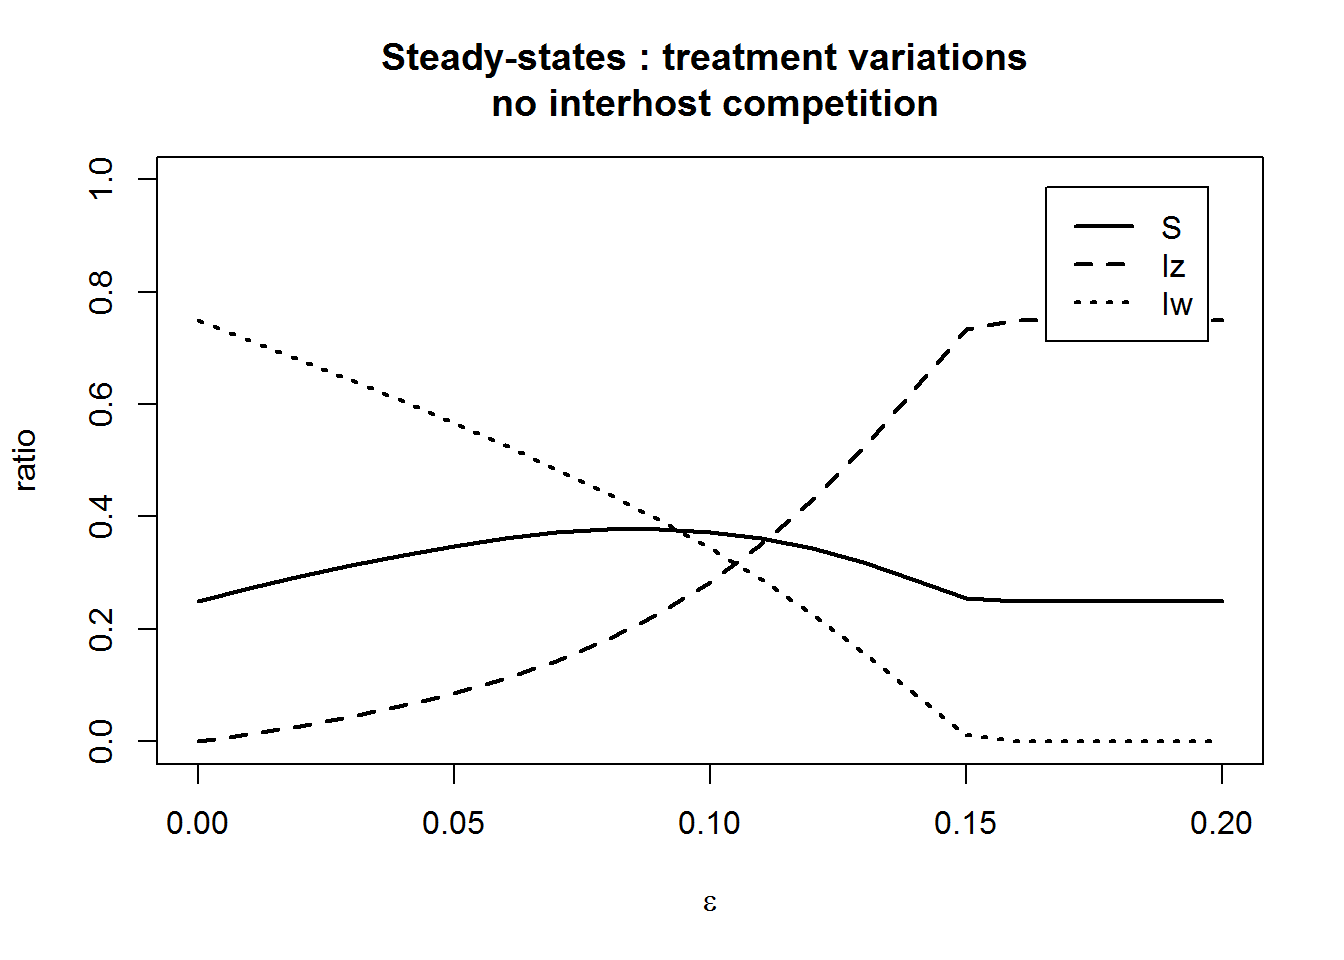 Steady-states : treatment variations
no interhost competition
1.0
0.8
0.6
0.4
0.2
0.0
ratio
S
Iz
Iw
0.00 0.05 0.10 0.15 0.20
ε